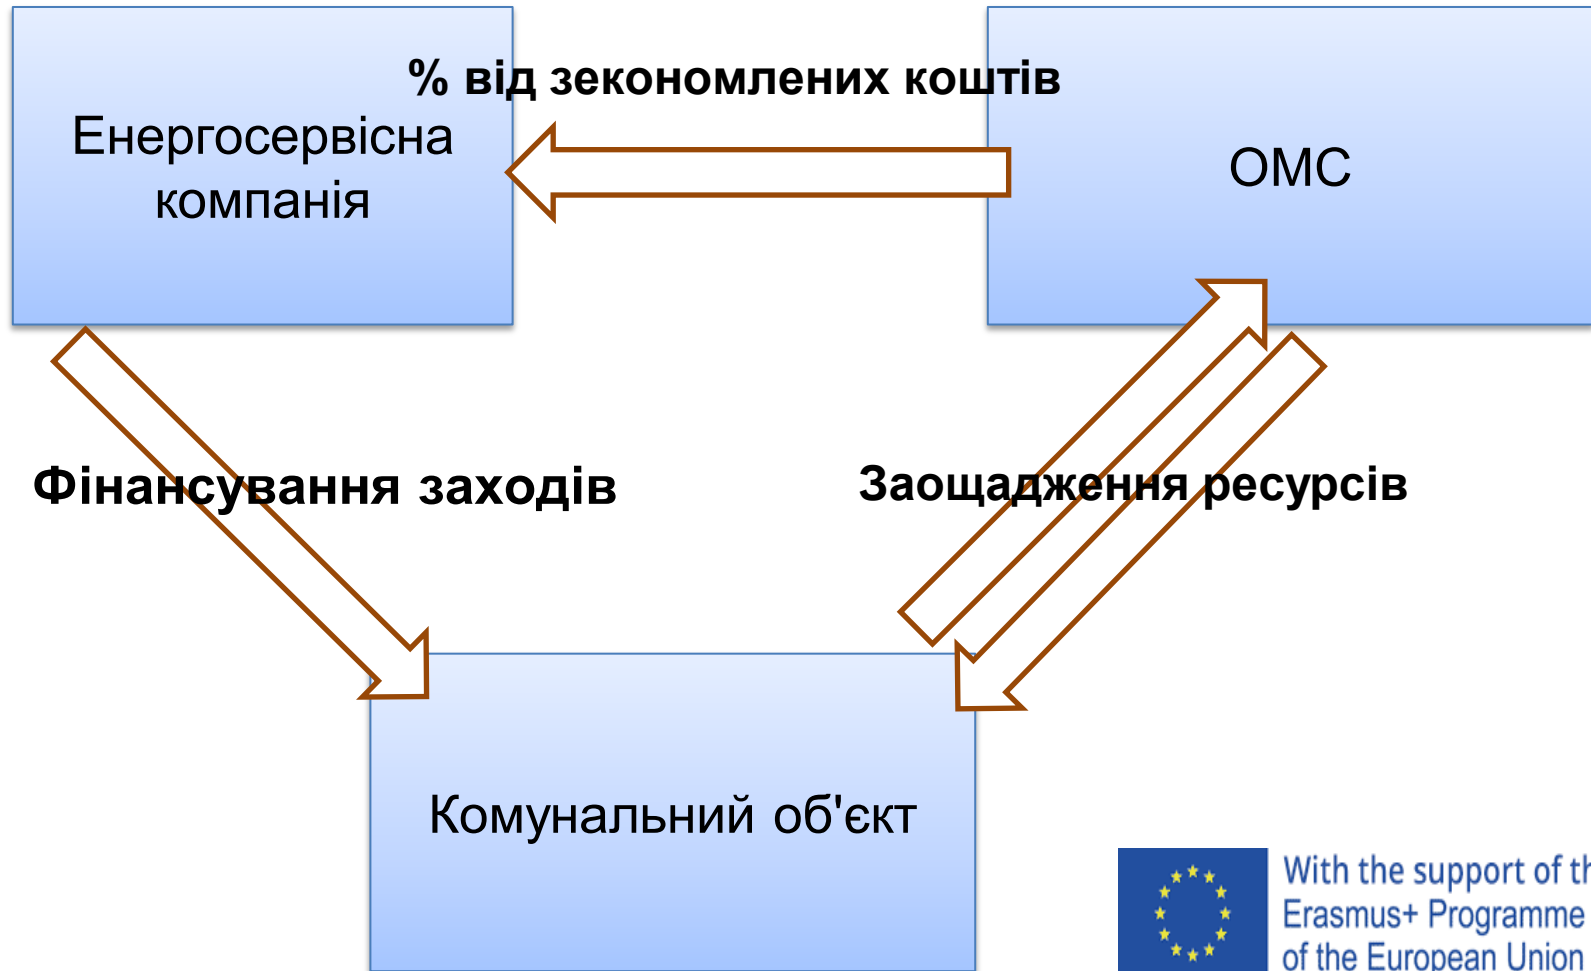 % від зекономлених коштів
Енергосервісна
компанія
ОМС
Фінансування заходів
Заощадження ресурсів
Комунальний об'єкт
With the support of th
Erasmus+ Programme
of the European Union